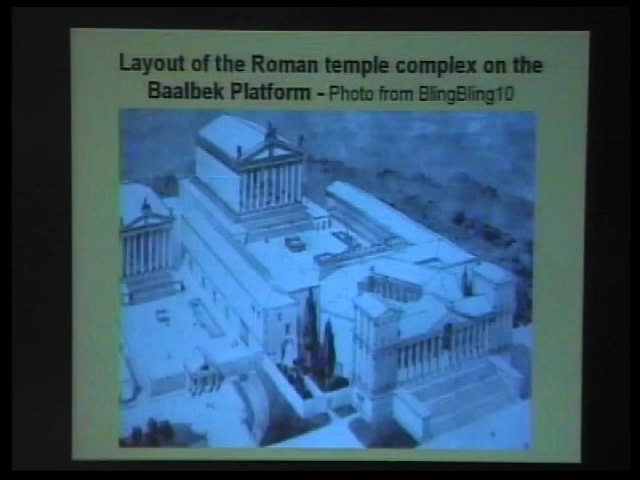 Layout of the Roman temple complex on the
Baalbek Platform - Photo from BlingBling10